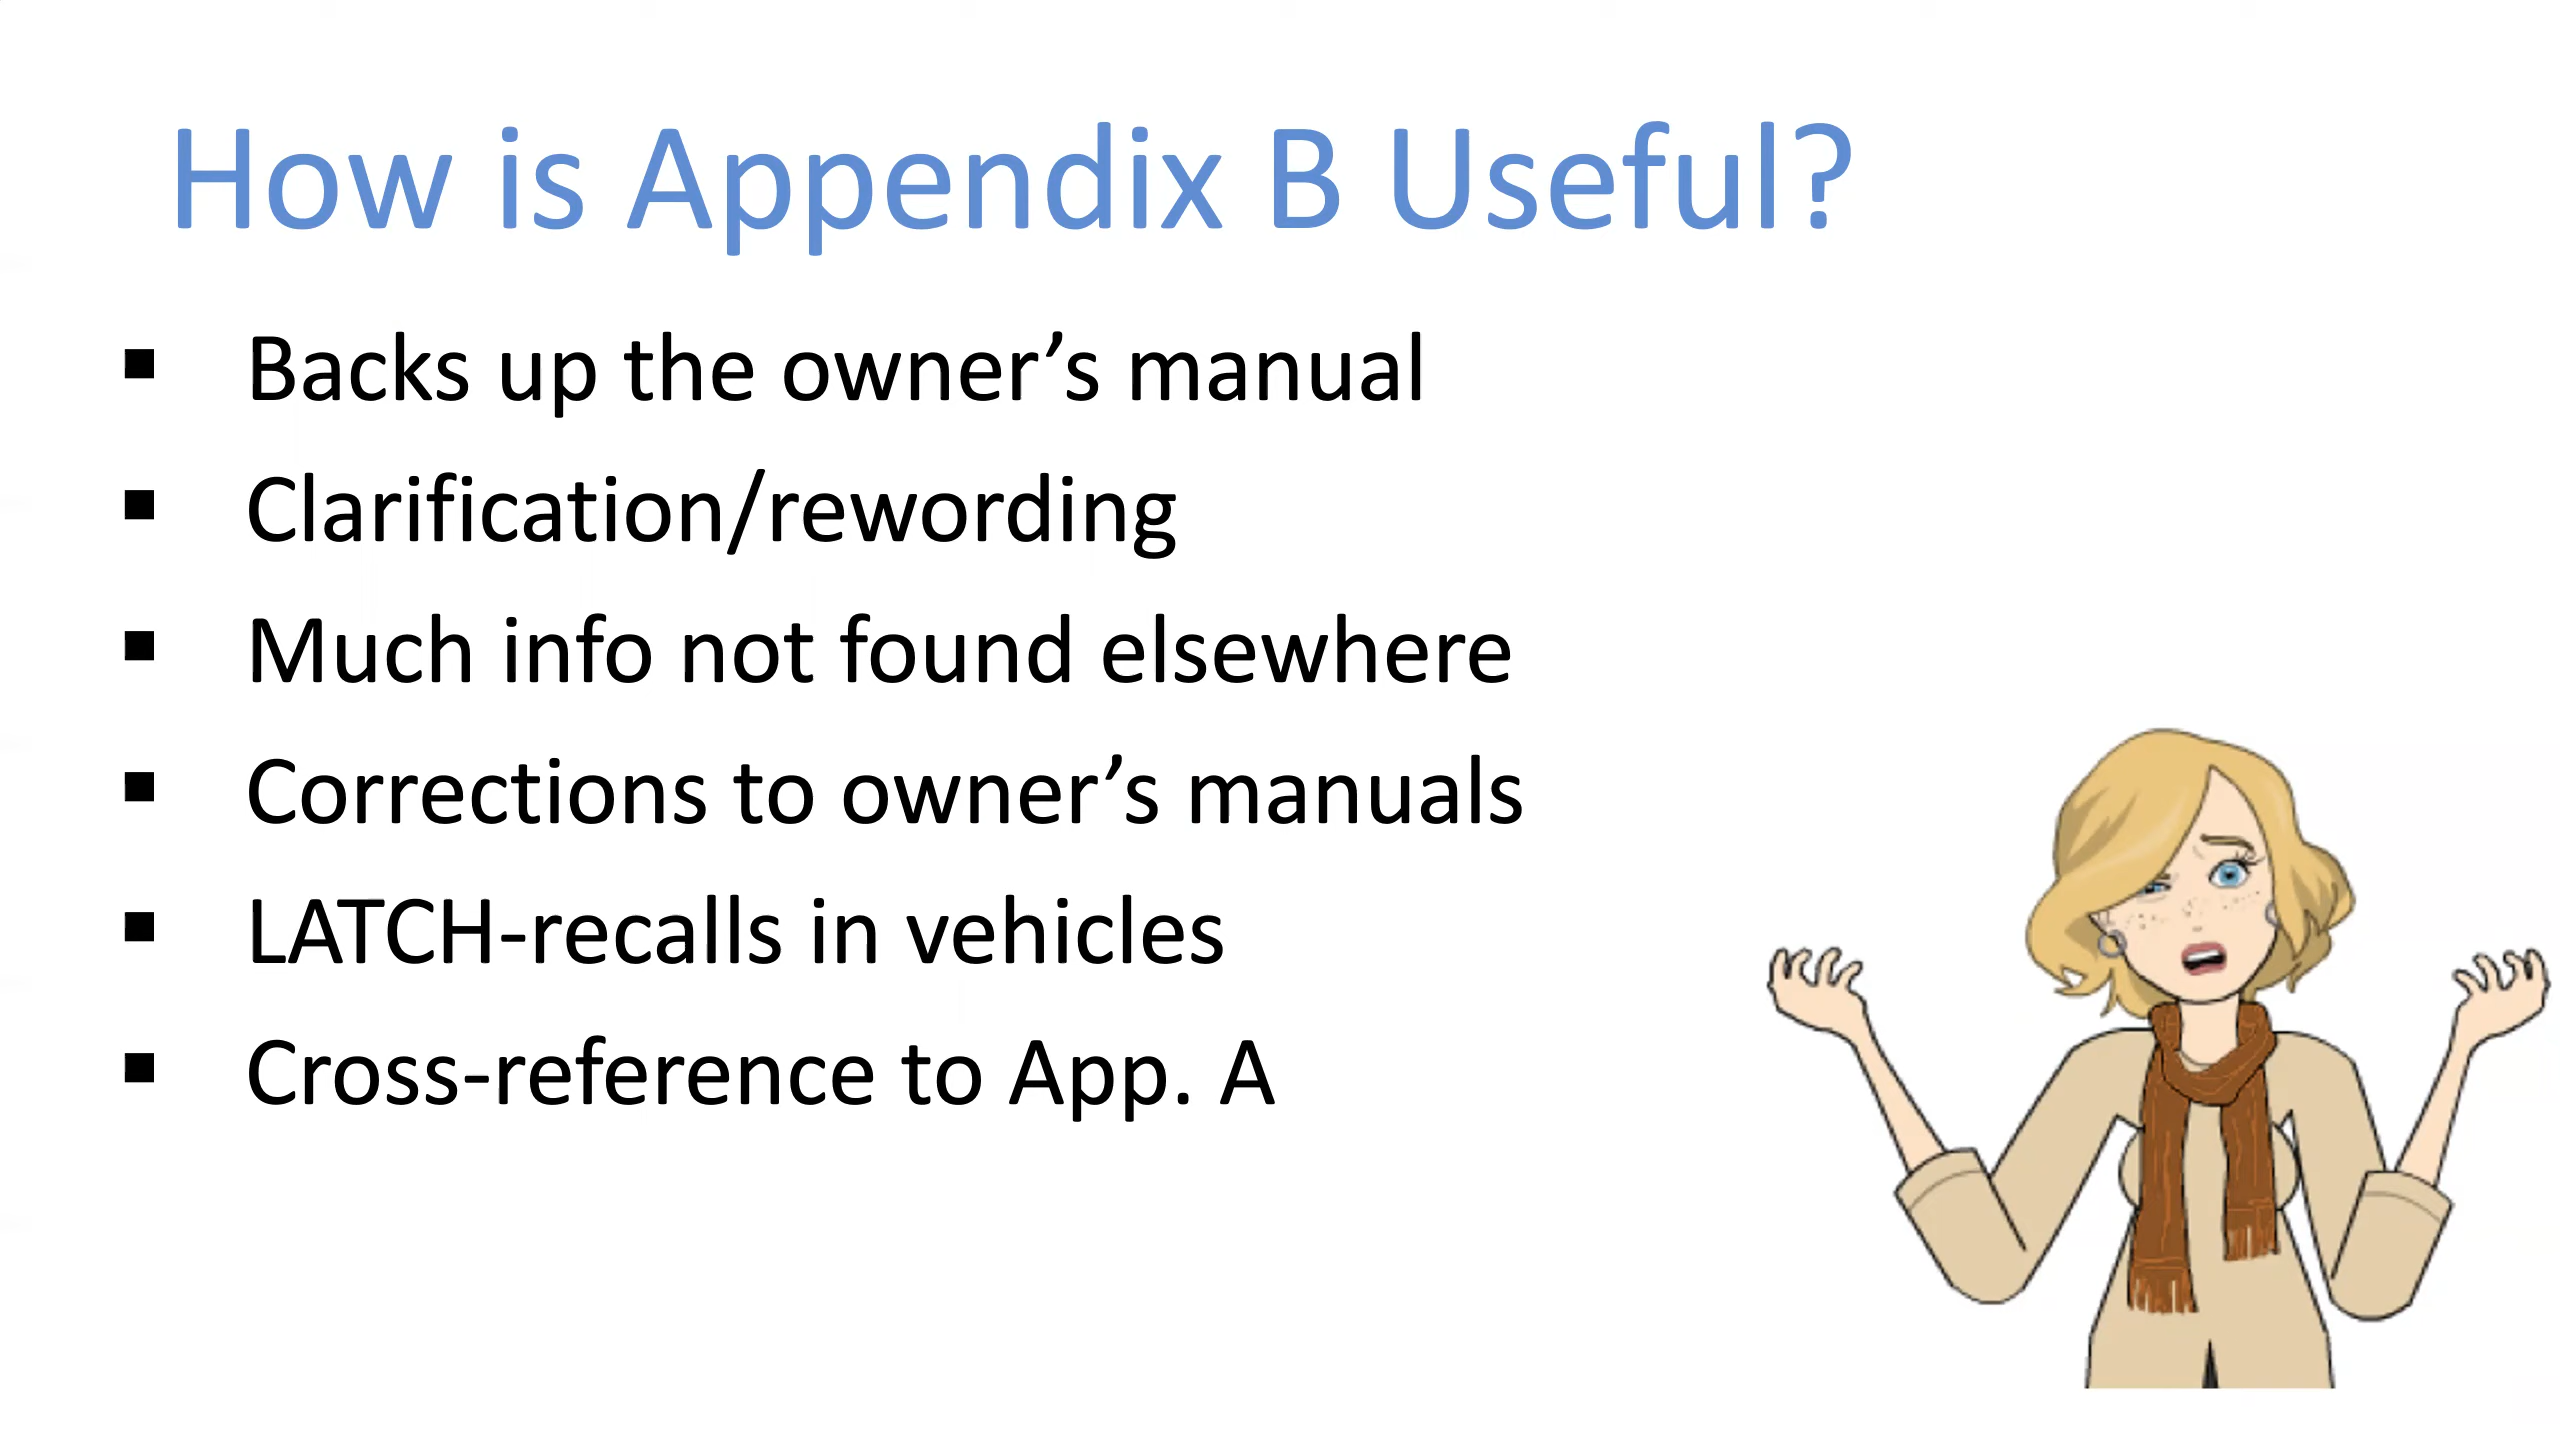 How is Appendix B Useful?
▪ Backs up the owner’s manual
▪ Clarification/rewording
▪ Much info not found elsewhere
▪ Corrections to owner’s manuals
▪ LATCH-recalls in vehicles
▪ Cross-reference to App. A